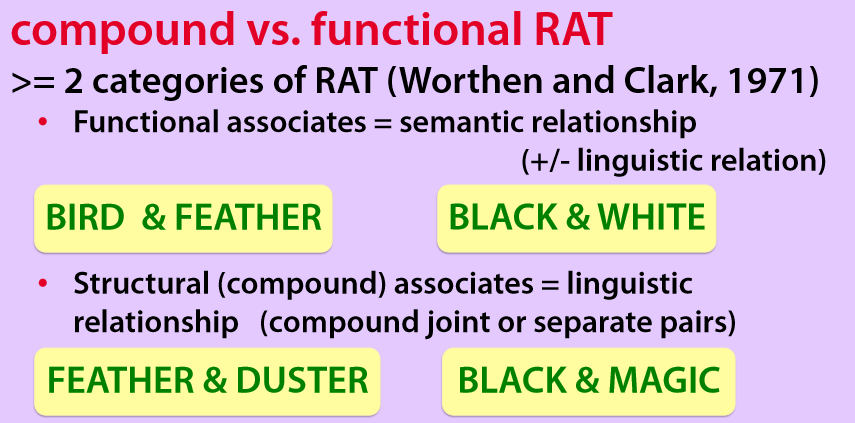 compound vs. functional RAT
>= 2 categories of RAT (Worthen and Clark, 1971)
• Functional associates = semantic relationship
(+/- linguistic relation)
BIRD & FEATHER
BLACK & WHITE
• Structural (compound) associates = linguistic
relationship (compound joint or separate pairs)
FEATHER & DUSTER
BLACK & MAGIC